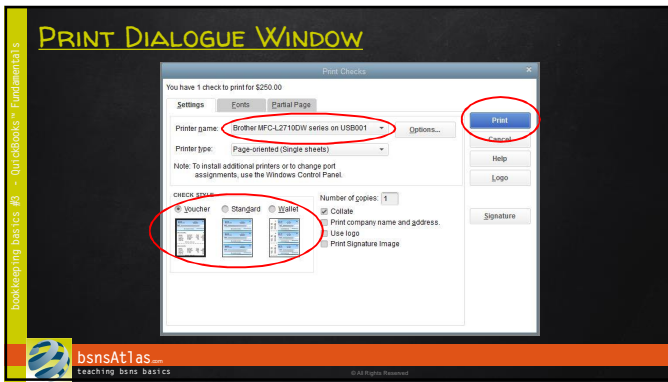 PRINT DIALOGUE WINDOW
bookkeeping basics #3 - QuickBooks™ Fundamentals
Print Checks
You have 1 check to print for $250.00
Settings Fonts Partial Page
Printer name: Brother MFC-L2710DW series on USB001 Options...
Printer type: Page-oriented (Single sheets)
Note: To install additional printers or to change port
assignments, use the Windows Control Panel.
CHECK STYLE
Voucher Standard Wallet
Number of copies: 1
Collate
Print company name and address.
Use logo
Print Signature Image
Print
Cancel
Help
Logo
Signature
bsnsAtlas.com
teaching bsns basics
© All Rights Reserved